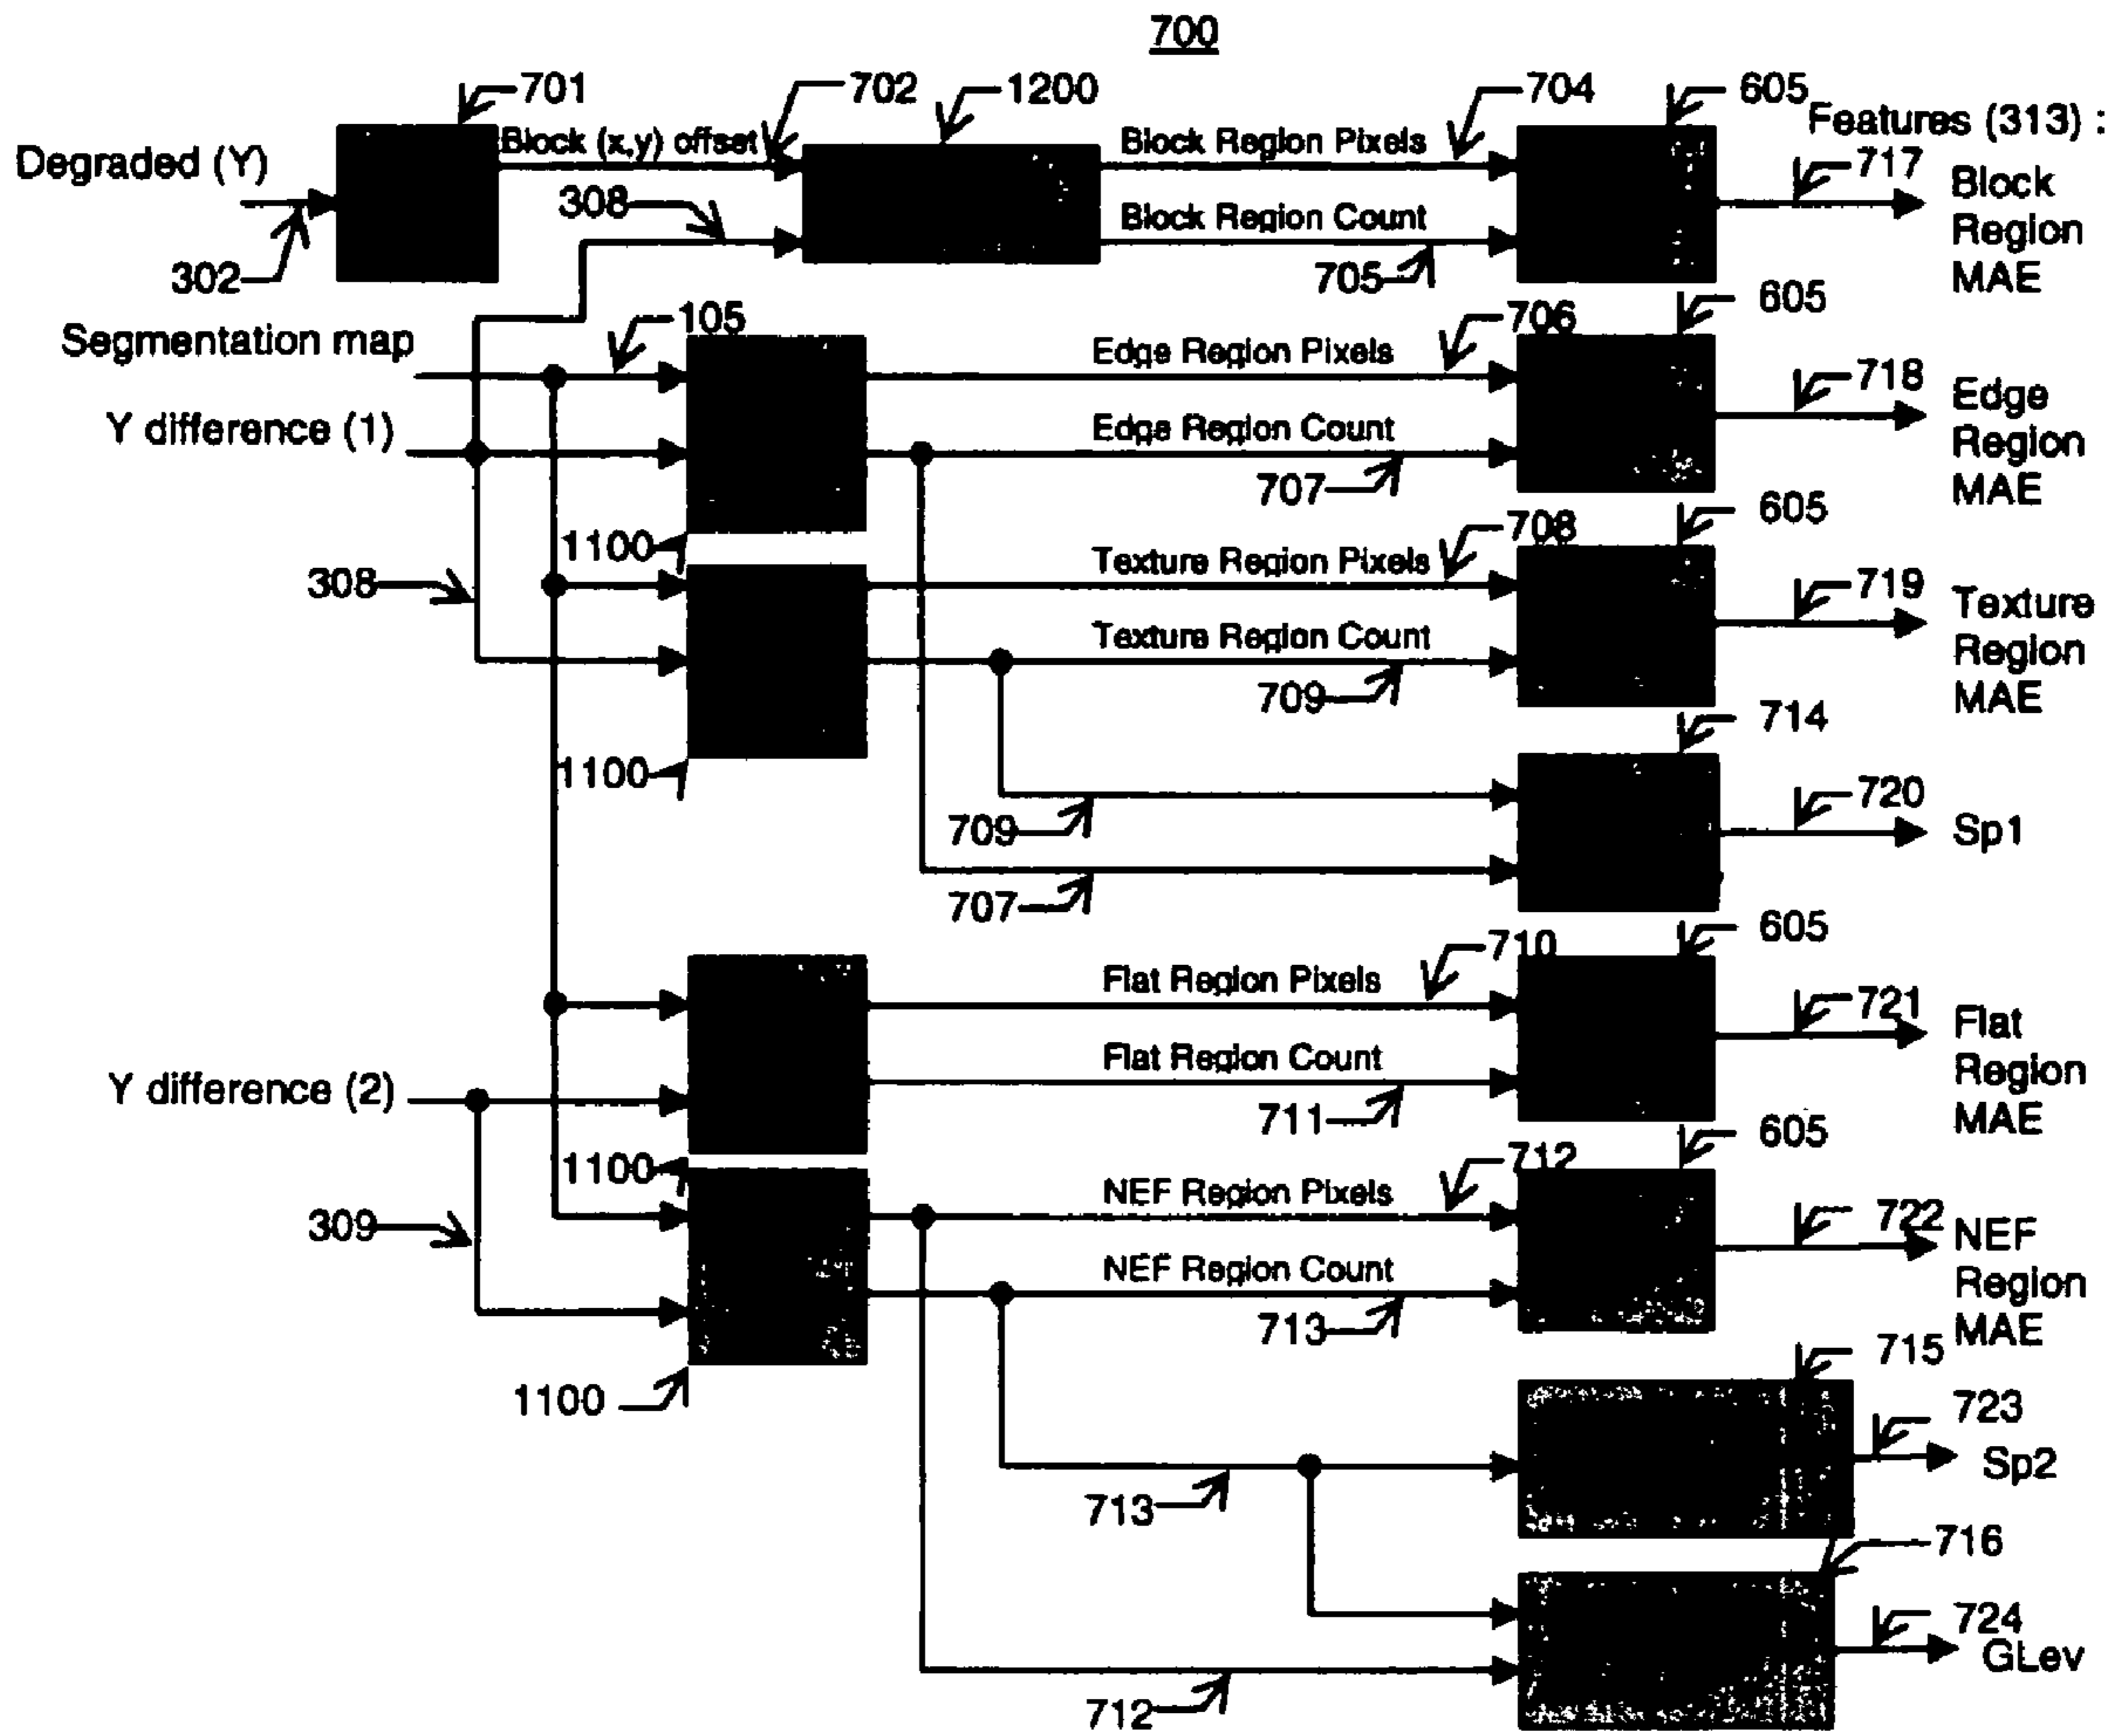 700
701
702
1200
704
605
Features (313) :
Degraded (Y)
Block (x,y) offset
Block Region Pixels
717
Block
Region
MAE
308
Block Region Count
302
705
605
Segmentation map
105
706
Edge Region Pixels
718
Edge
Region
MAE
Y difference (1)
Edge Region Count
707
605
1100
708
Texture Region Pixels
308
719
Texture
Region
MAE
Texture Region Count
709
714
1100
720
709
Sp1
707
605
710
Flat Region Pixels
721
Flat
Region
MAE
Flat Region Count
Y difference (2)
711
605
1100
712
NEF Region Pixels
309
722
NEF
Region
MAE
NEF Region Count
713
715
1100
723
Sp2
713
716
724
GLev
712